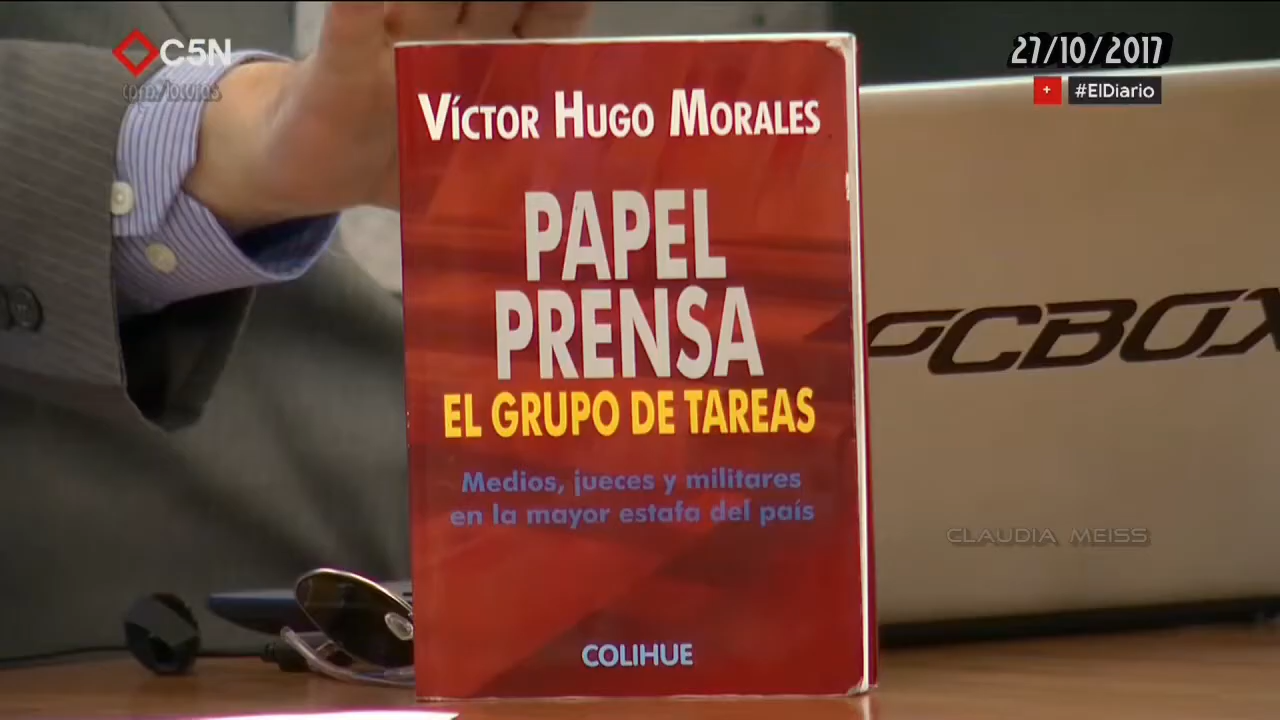 C5N
27/10/2017
#ElDiario
VÍCTOR HUGO MORALES
PAPEL
PRENSA
EL GRUPO DE TAREAS
Medios, jueces y militares
en la mayor estafa del país
COLIHUE
PCBOX
CLAUDIA MEISS